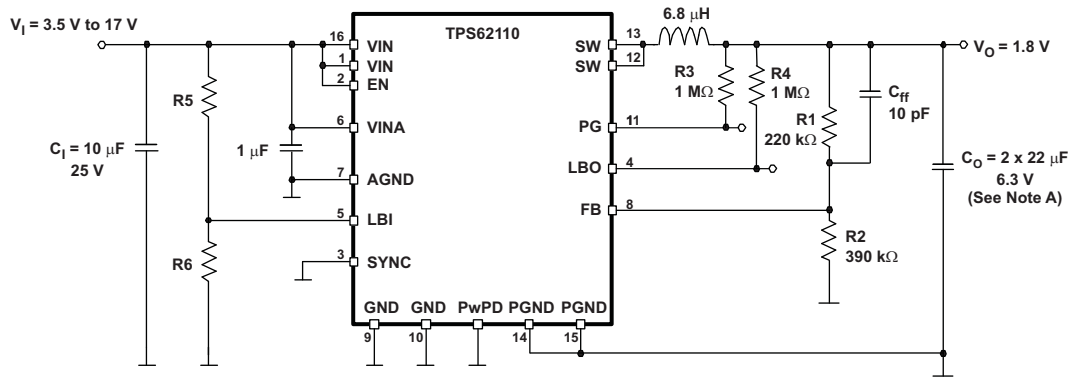 V_I = 3.5 V to 17 V
TPS62110
6.8 μH
V_O = 1.8 V
16 VIN
1 VIN
2 EN
6 VINA
7 AGND
5 LBI
3 SYNC
SW 13
SW 12
PG 11
LBO 4
FB 8
GND 9
GND 10
PwPD
PGND 14
PGND 15
R5
R6
C_I = 10 μF
25 V
1 μF
R3
1 MΩ
R4
1 MΩ
R1
220 kΩ
C_ff
10 pF
R2
390 kΩ
C_O = 2 x 22 μF
6.3 V
(See Note A)